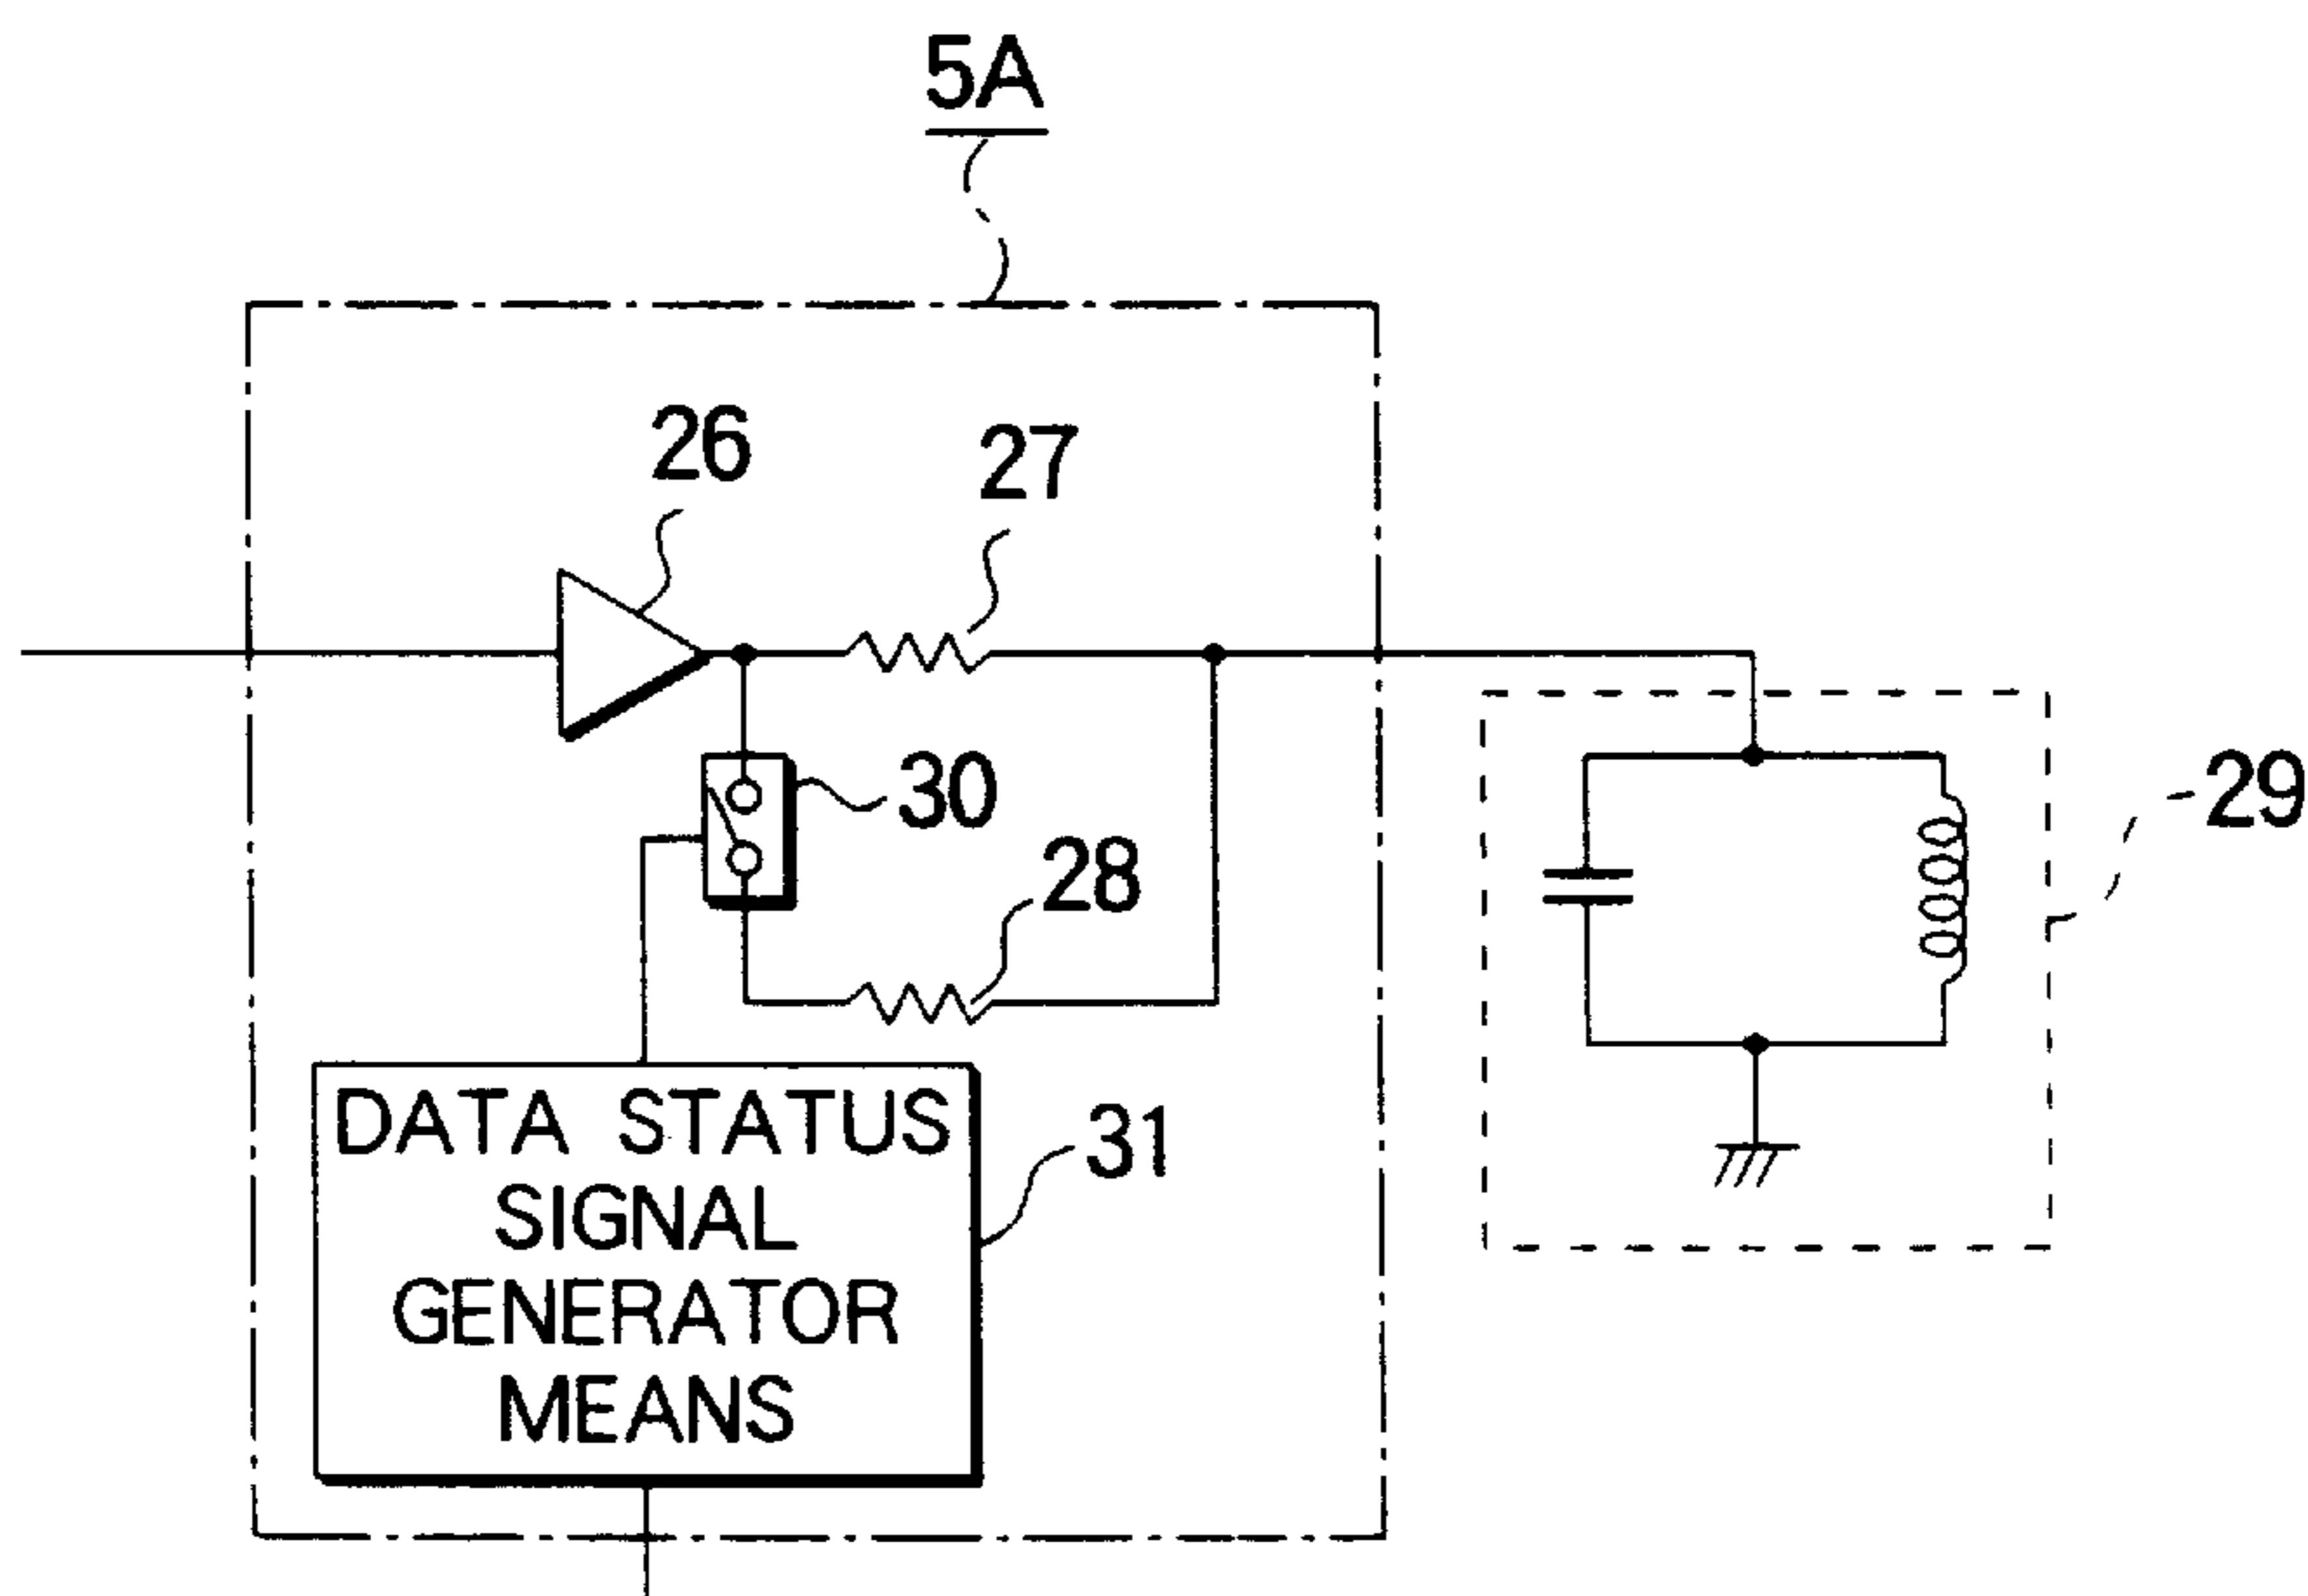 5A
26
27
30
28
29
DATA STATUS
SIGNAL
GENERATOR
MEANS
31